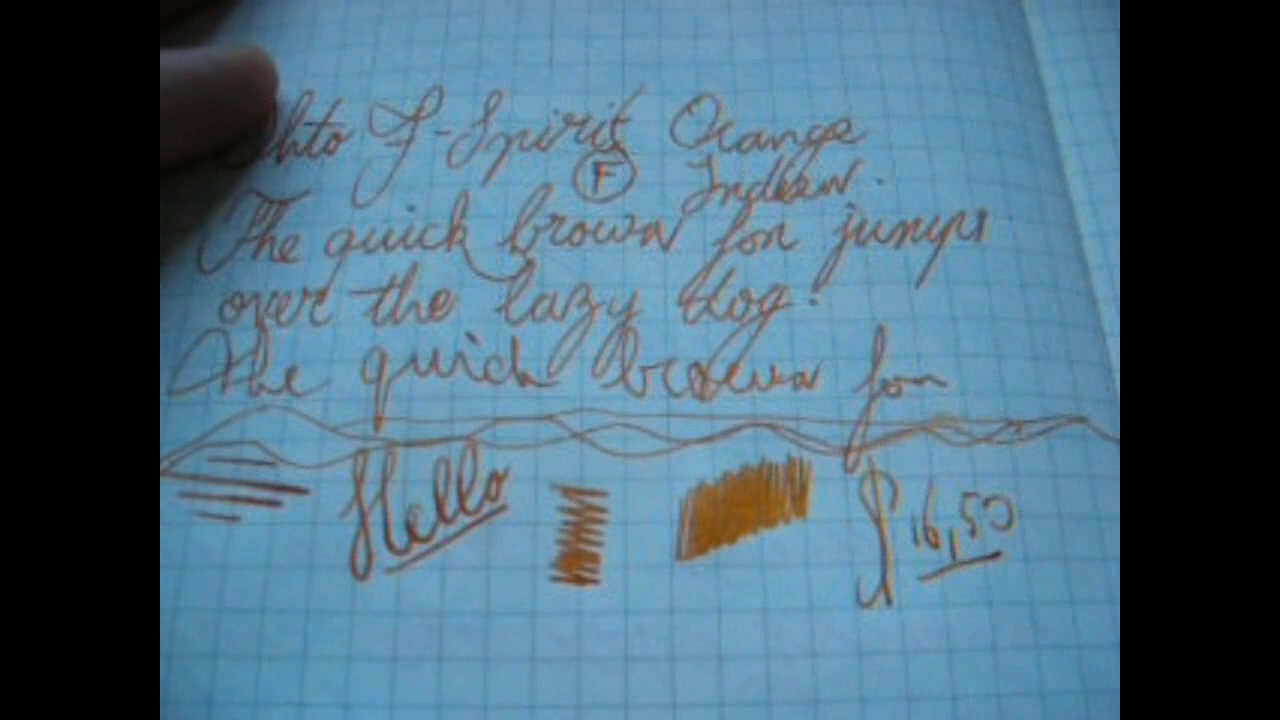 Ohto F-Spirit Orange
F Indian.
The quick brown fox jumps
over the lazy dog.
The quick brown fox
Hello
$16,50